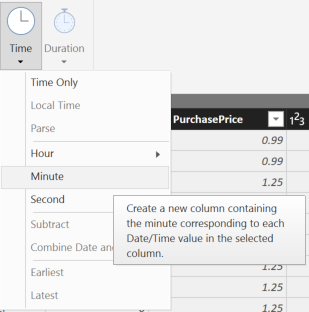 Time
Duration
Time Only
Local Time
Parse
Hour
Minute
Second
Subtract
Combine Date an
Earliest
Latest
PurchasePrice
123
0.99
0.99
1.25
Create a new column containing
the minute corresponding to each
Date/Time value in the selected
column.
1.25
1.25
1.25